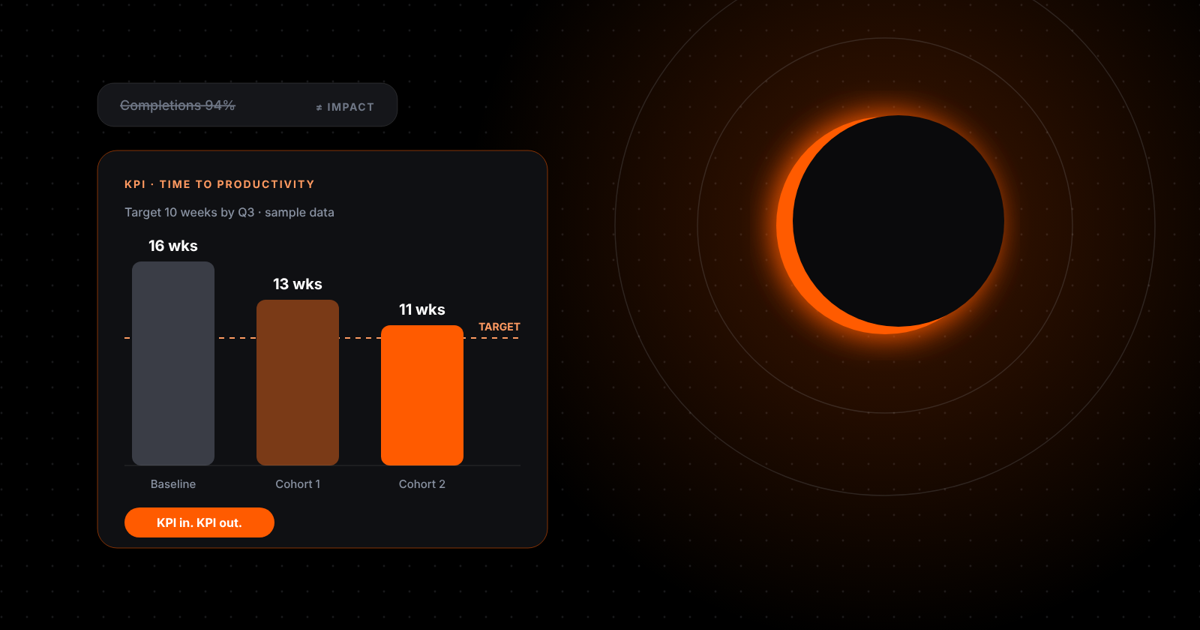 Completions 94%
≠ IMPACT
KPI · TIME TO PRODUCTIVITY
Target 10 weeks by Q3 · sample data
16 wks
13 wks
11 wks
TARGET
Baseline
Cohort 1
Cohort 2
KPI in. KPI out.